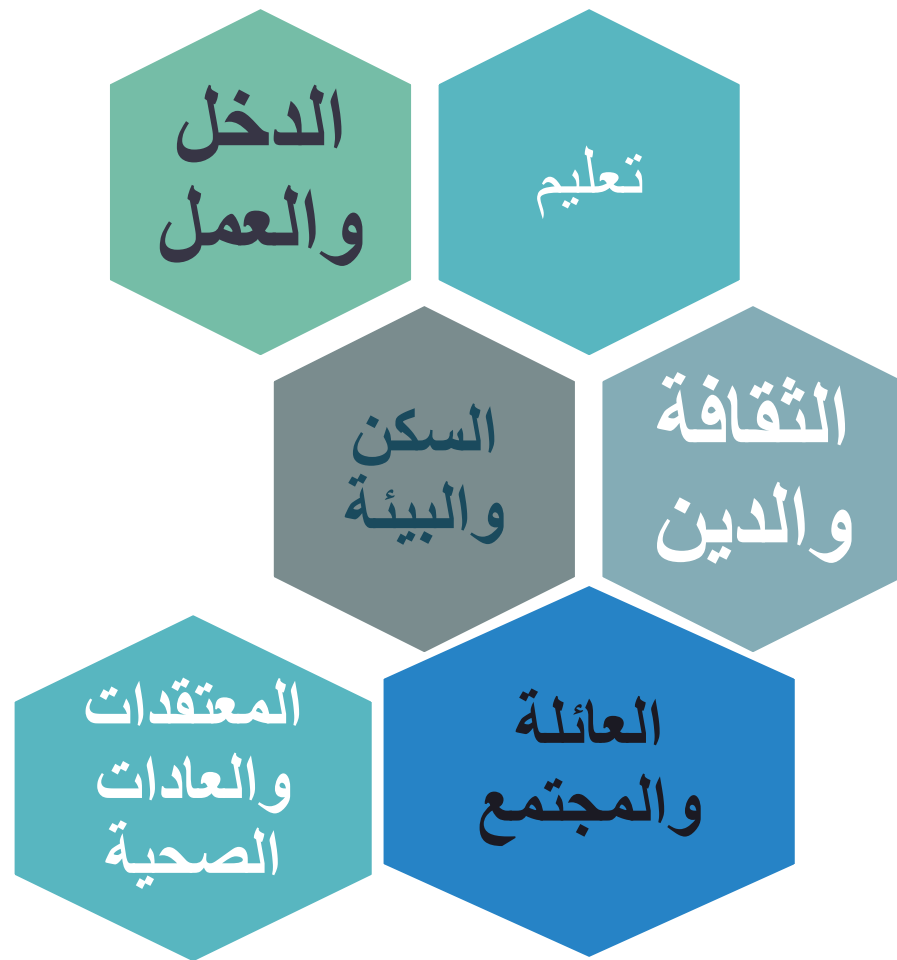 تعليم
الدخل
والعمل
الثقافة
والدين
السكن
والبيئة
العائلة
والمجتمع
المعتقدات
والعادات
الصحية